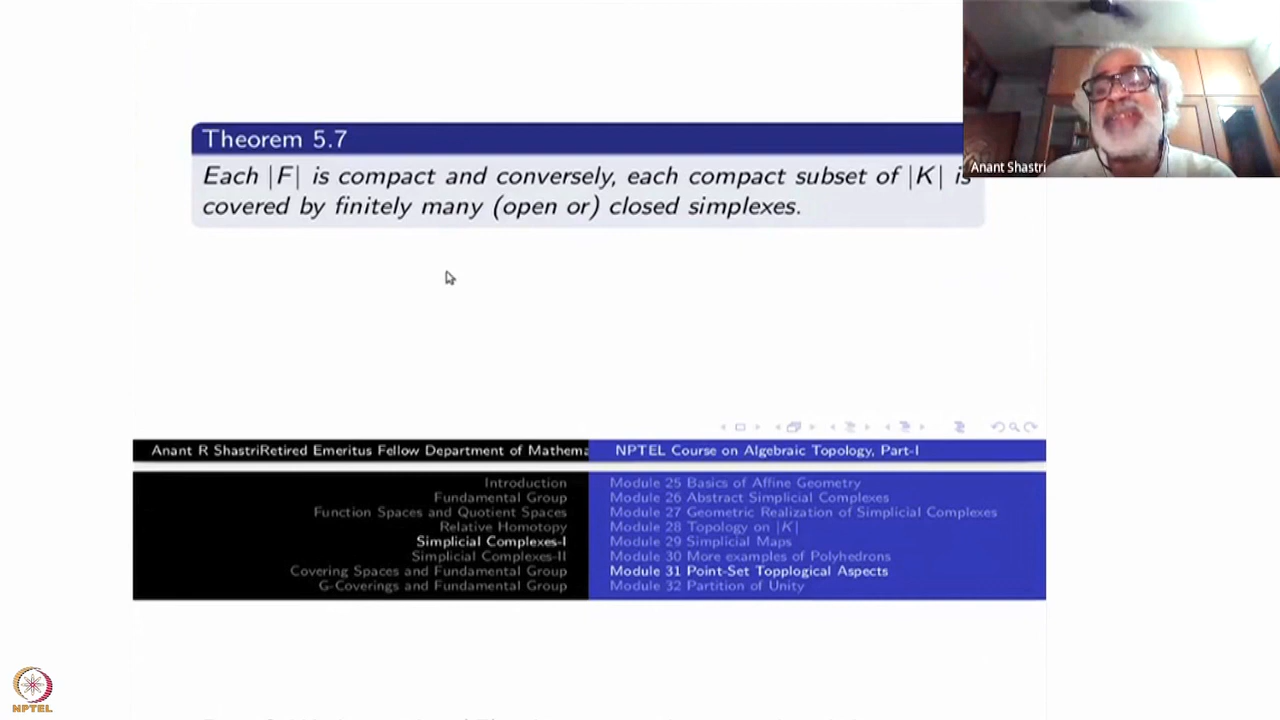 Theorem 5.7
Each |F| is compact and conversely, each compact subset of |K| is
covered by finitely many (open or) closed simplexes.
Anant Shastri
Anant R ShastriRetired Emeritus Fellow Department of Mathema
NPTEL Course on Algebraic Topology, Part-I
Introduction
Fundamental Group
Function Spaces and Quotient Spaces
Relative Homotopy
Simplicial Complexes-I
Simplicial Complexes-II
Covering Spaces and Fundamental Group
G-Coverings and Fundamental Group
Module 25 Basics of Affine Geometry
Module 26 Abstract Simplicial Complexes
Module 27 Geometric Realization of Simplicial Complexes
Module 28 Topology on |K|
Module 29 Simplicial Maps
Module 30 More examples of Polyhedrons
Module 31 Point-Set Topplogical Aspects
Module 32 Partition of Unity
NPTEL